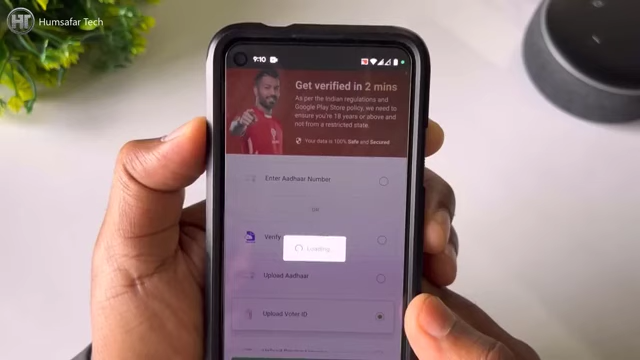 HT Humsafar Tech
9:10
Get verified in 2 mins
As per the Indian regulations and
Google Play Store policy, we need to
ensure you're 18 years or above and
not from a restricted state.
Your data is 100% Safe and Secured
Enter Aadhaar Number
OR
Verify
Loading...
Upload Aadhaar
Upload Voter ID